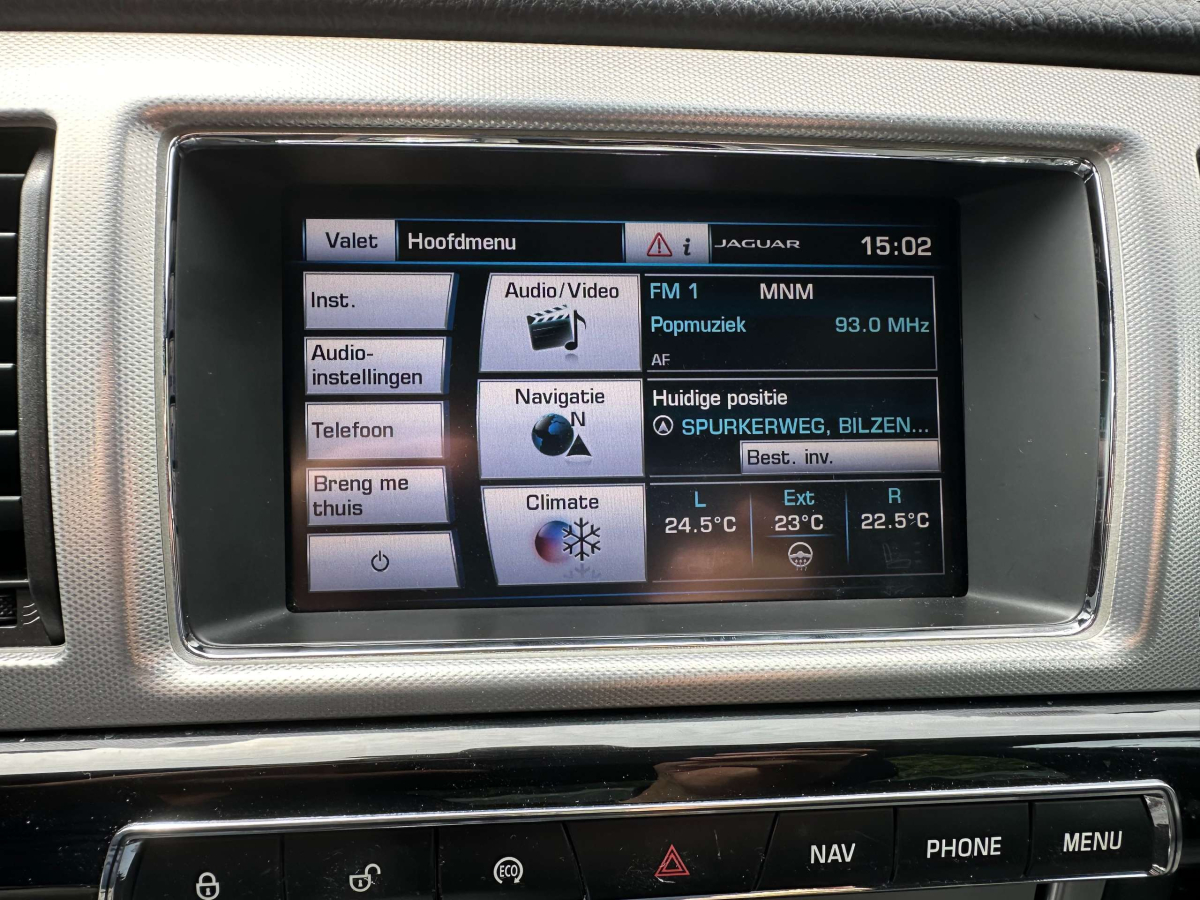 Valet Hoofdmenu i JAGUAR 15:02
Inst.
Audio-
instellingen
Telefoon
Breng me
thuis
Audio/Video
Navigatie
N
Climate
FM 1 MNM
Popmuziek 93.0 MHz
AF
Huidige positie
SPURKERWEG, BILZEN...
Best. inv.
L Ext R
24.5°C 23°C 22.5°C
ECO NAV PHONE MENU